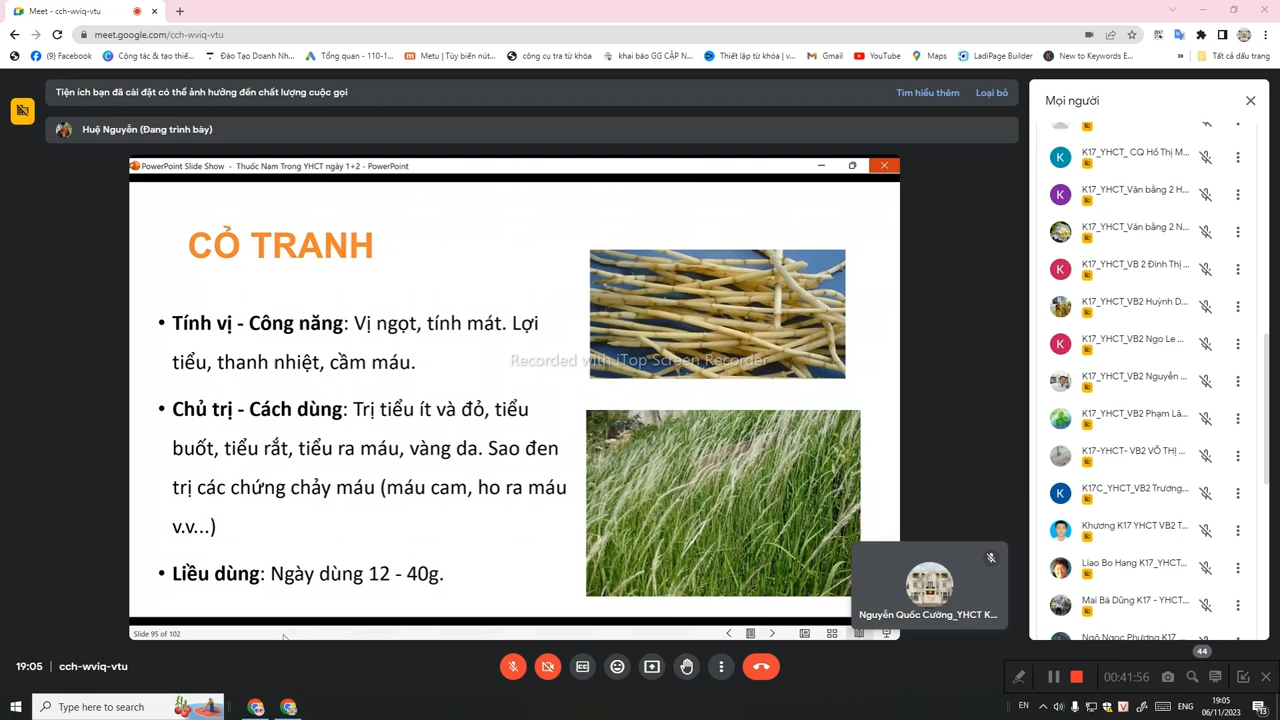 Meet - cch-wviq-vtu
meet.google.com/cch-wviq-vtu
(3) Facebook
Công tác & tạo thiế...
Đào Tạo Doanh Nh...
Tổng quan - 110-1...
Metu | Tùy biến nút...
công cụ tra từ khóa
khai báo GG CẬP N...
Thiết lập từ khóa | v...
Gmail
YouTube
Maps
LadiPage Builder
New to Keywords E...
Tất cả dấu trang
Tiện ích bạn đã cài đặt có thể ảnh hưởng đến chất lượng cuộc gọi
Tìm hiểu thêm
Loại bỏ
Huệ Nguyễn (Đang trình bày)
PowerPoint Slide Show - Thuốc Nam Trong YHCT ngày 1+2 - PowerPoint
CỎ TRANH
• Tính vị - Công năng: Vị ngọt, tính mát. Lợi
tiểu, thanh nhiệt, cầm máu.
• Chủ trị - Cách dùng: Trị tiểu ít và đỏ, tiểu
buốt, tiểu rắt, tiểu ra máu, vàng da. Sao đen
trị các chứng chảy máu (máu cam, ho ra máu
v.v...)
• Liều dùng: Ngày dùng 12 - 40g.
Recorded with iTop Screen Recorder
Slide 95 of 102
Nguyễn Quốc Cường_YHCT K...
Mọi người
K
K17_YHCT_ CQ Hồ Thị M...
K
K17_YHCT_Văn bằng 2 H...
K17_YHCT_Văn bằng 2 N...
K
K17_YHCT_VB 2 Đinh Thị ...
K17_YHCT_VB2 Huỳnh D...
K
K17_YHCT_VB2 Ngo Le ...
K17_YHCT_VB2 Nguyễn ...
K17_YHCT_VB2 Phạm Lâ...
K17-YHCT- VB2 VÕ THỊ ...
K
K17C_YHCT_VB2 Trương...
Khương K17 YHCT VB2 T...
Liao Bo Hang K17_YHCT...
Mai Bá Dũng K17 - YHCT...
Ngô Ngọc Phương K17 ...
44
19:05
cch-wviq-vtu
00:41:56
Type here to search
EN
ENG
19:05
06/11/2023
13